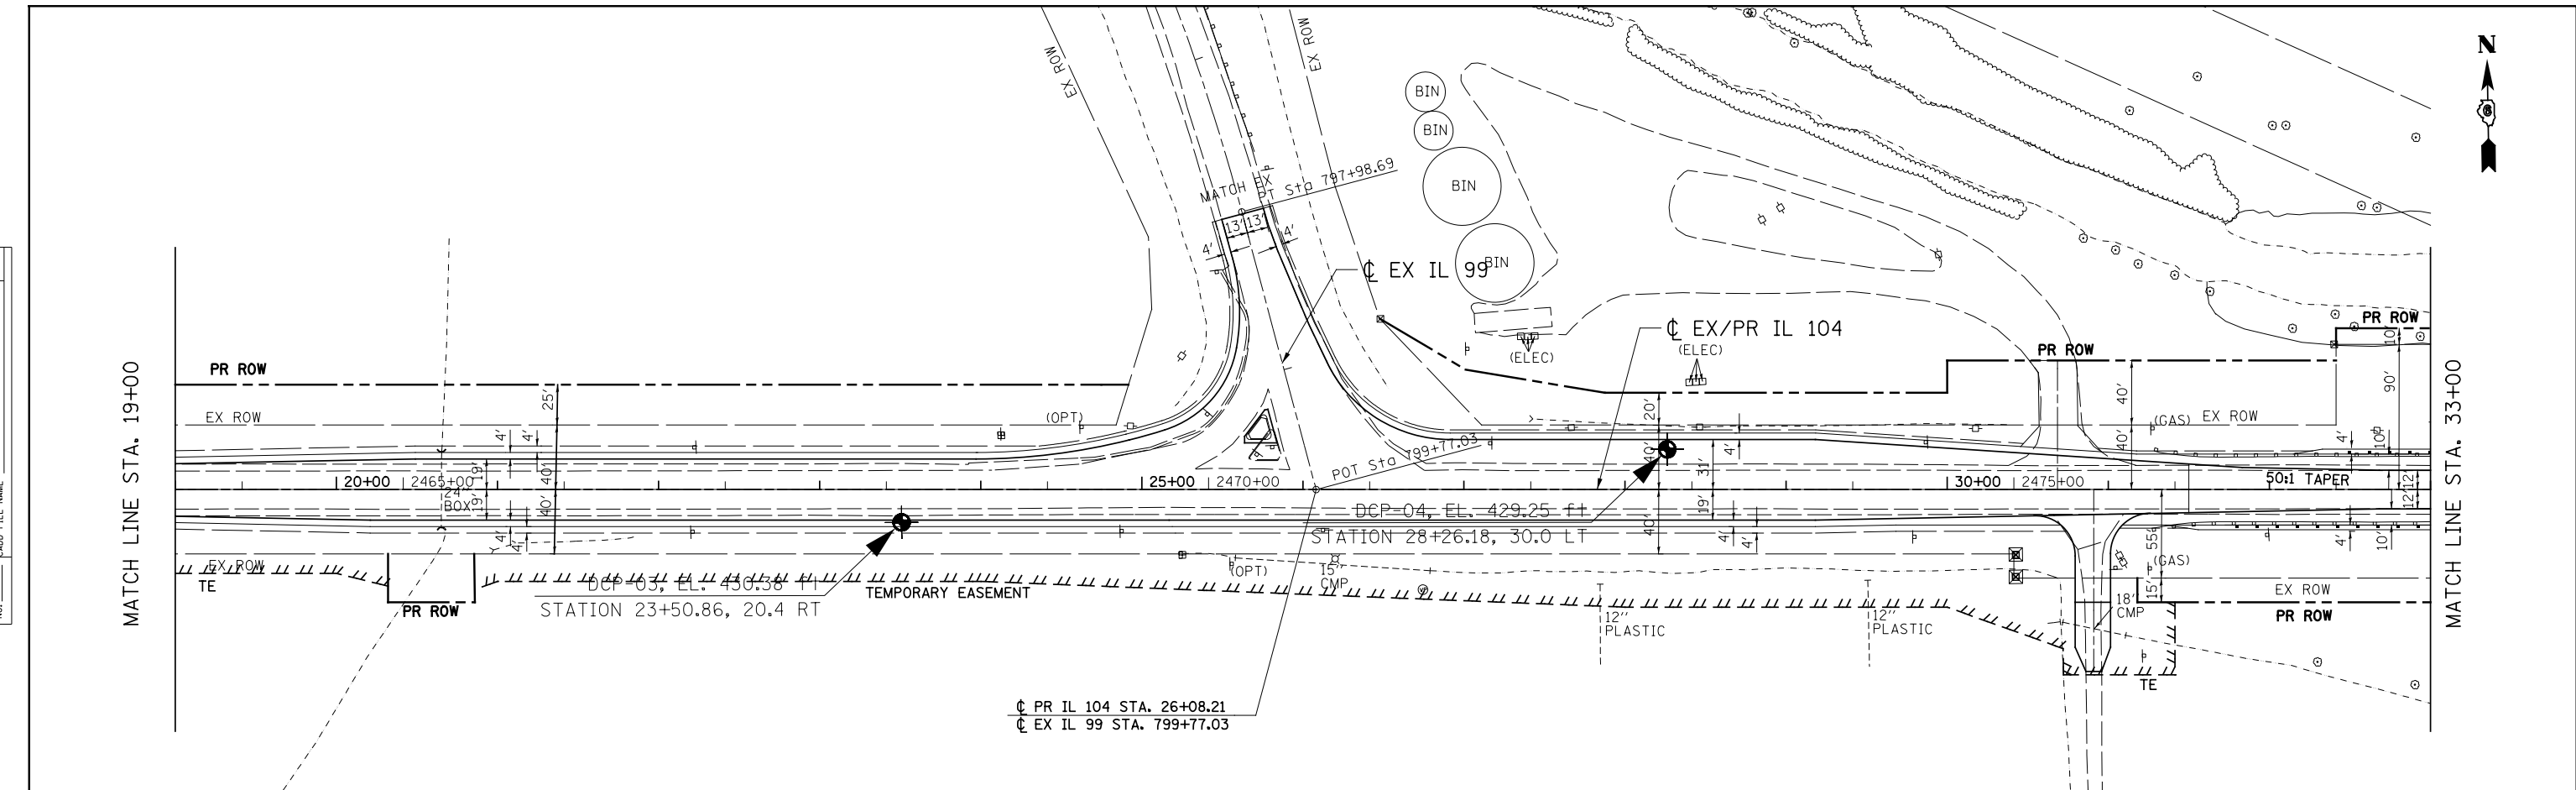 N
EX ROW
EX ROW
BIN
BIN
BIN
BIN
MATCH EX
PT Sta 797+98.69
13' 13'
4'
4'
℄ EX IL 99
℄ EX/PR IL 104
(ELEC)
(ELEC)
PR ROW
PR ROW
PR ROW
10'
90'
MATCH LINE STA. 19+00
MATCH LINE STA. 33+00
25'
20'
40'
40'
EX ROW
(OPT)
(GAS)
EX ROW
4'
4'
4'
4'
10'
19'
40'
40'
31'
POT Sta 799+77.03
20+00
2465+00
25+00
2470+00
30+00
2475+00
50:1 TAPER
12'
12'
24''
BOX
19'
40'
40'
19'
DCP-04, EL. 429.25 ft
STATION 28+26.18, 30.0 LT
4'
4'
4'
4'
4'
10'
55'
15'
EX ROW
TE
(OPT)
15''
CMP
(GAS)
DCP-03, EL. 430.38 ft
STATION 23+50.86, 20.4 RT
TEMPORARY EASEMENT
PR ROW
12''
PLASTIC
12''
PLASTIC
18'
CMP
EX ROW
PR ROW
TE
℄ PR IL 104 STA. 26+08.21
℄ EX IL 99 STA. 799+77.03
CADD FILE NAME